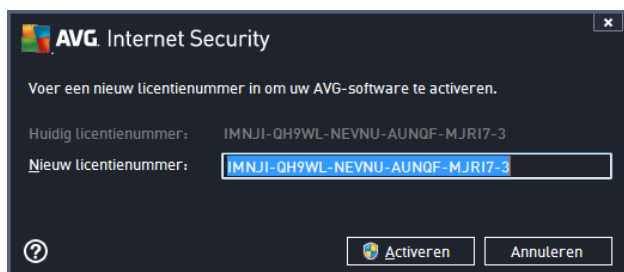 AVG. Internet Security
Voer een nieuw licentienummer in om uw AVG-software te activeren.
Huidig licentienummer: IMNJI-QH9WL-NEVNU-AUNQF-MJRI7-3
Nieuw licentienummer: IMNJI-QH9WL-NEVNU-AUNQF-MJRI7-3
Activeren Annuleren